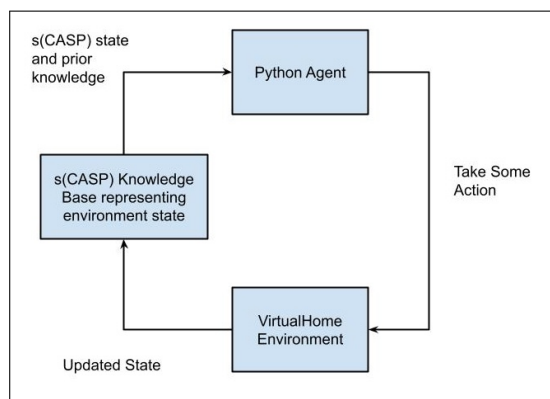 s(CASP) state
and prior
knowledge
Python Agent
s(CASP) Knowledge
Base representing
environment state
Take Some
Action
VirtualHome
Environment
Updated State